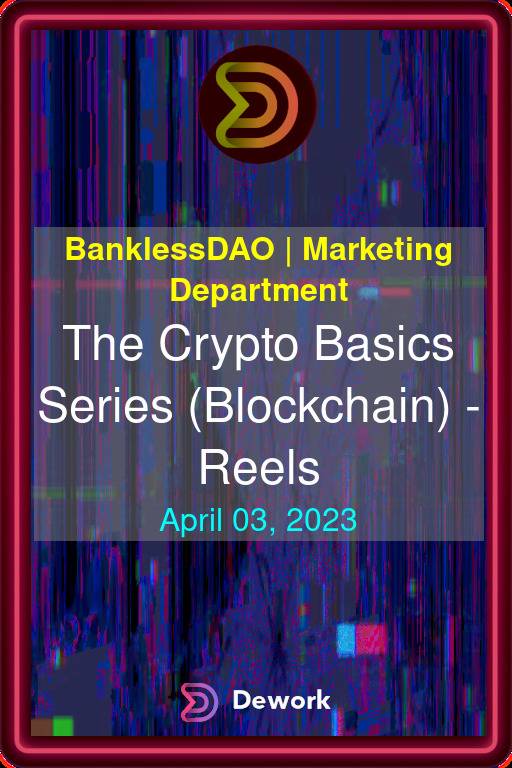 BanklessDAO | Marketing
Department
The Crypto Basics
Series (Blockchain) -
Reels
April 03, 2023
Dework